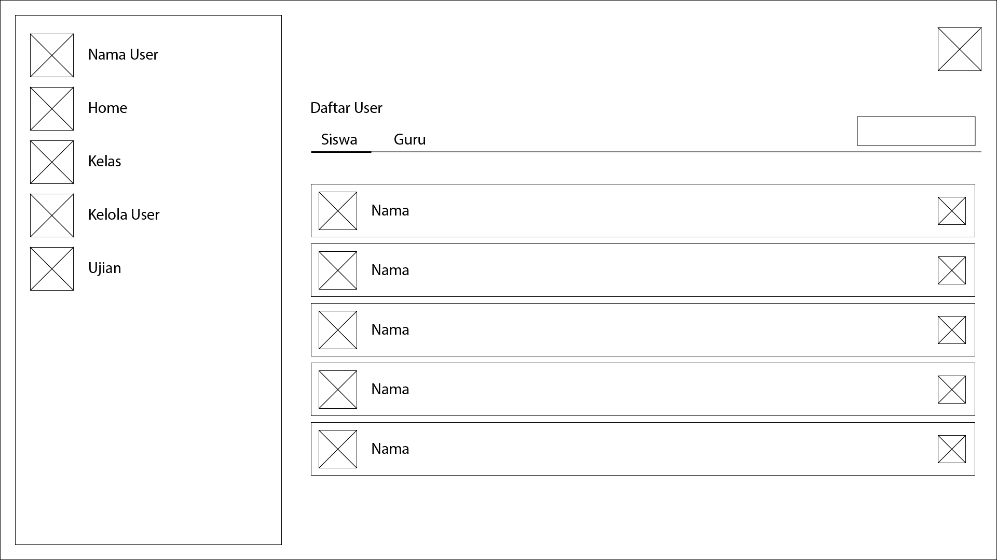 Nama User
Home
Kelas
Kelola User
Ujian
Daftar User
Siswa Guru
Nama
Nama
Nama
Nama
Nama